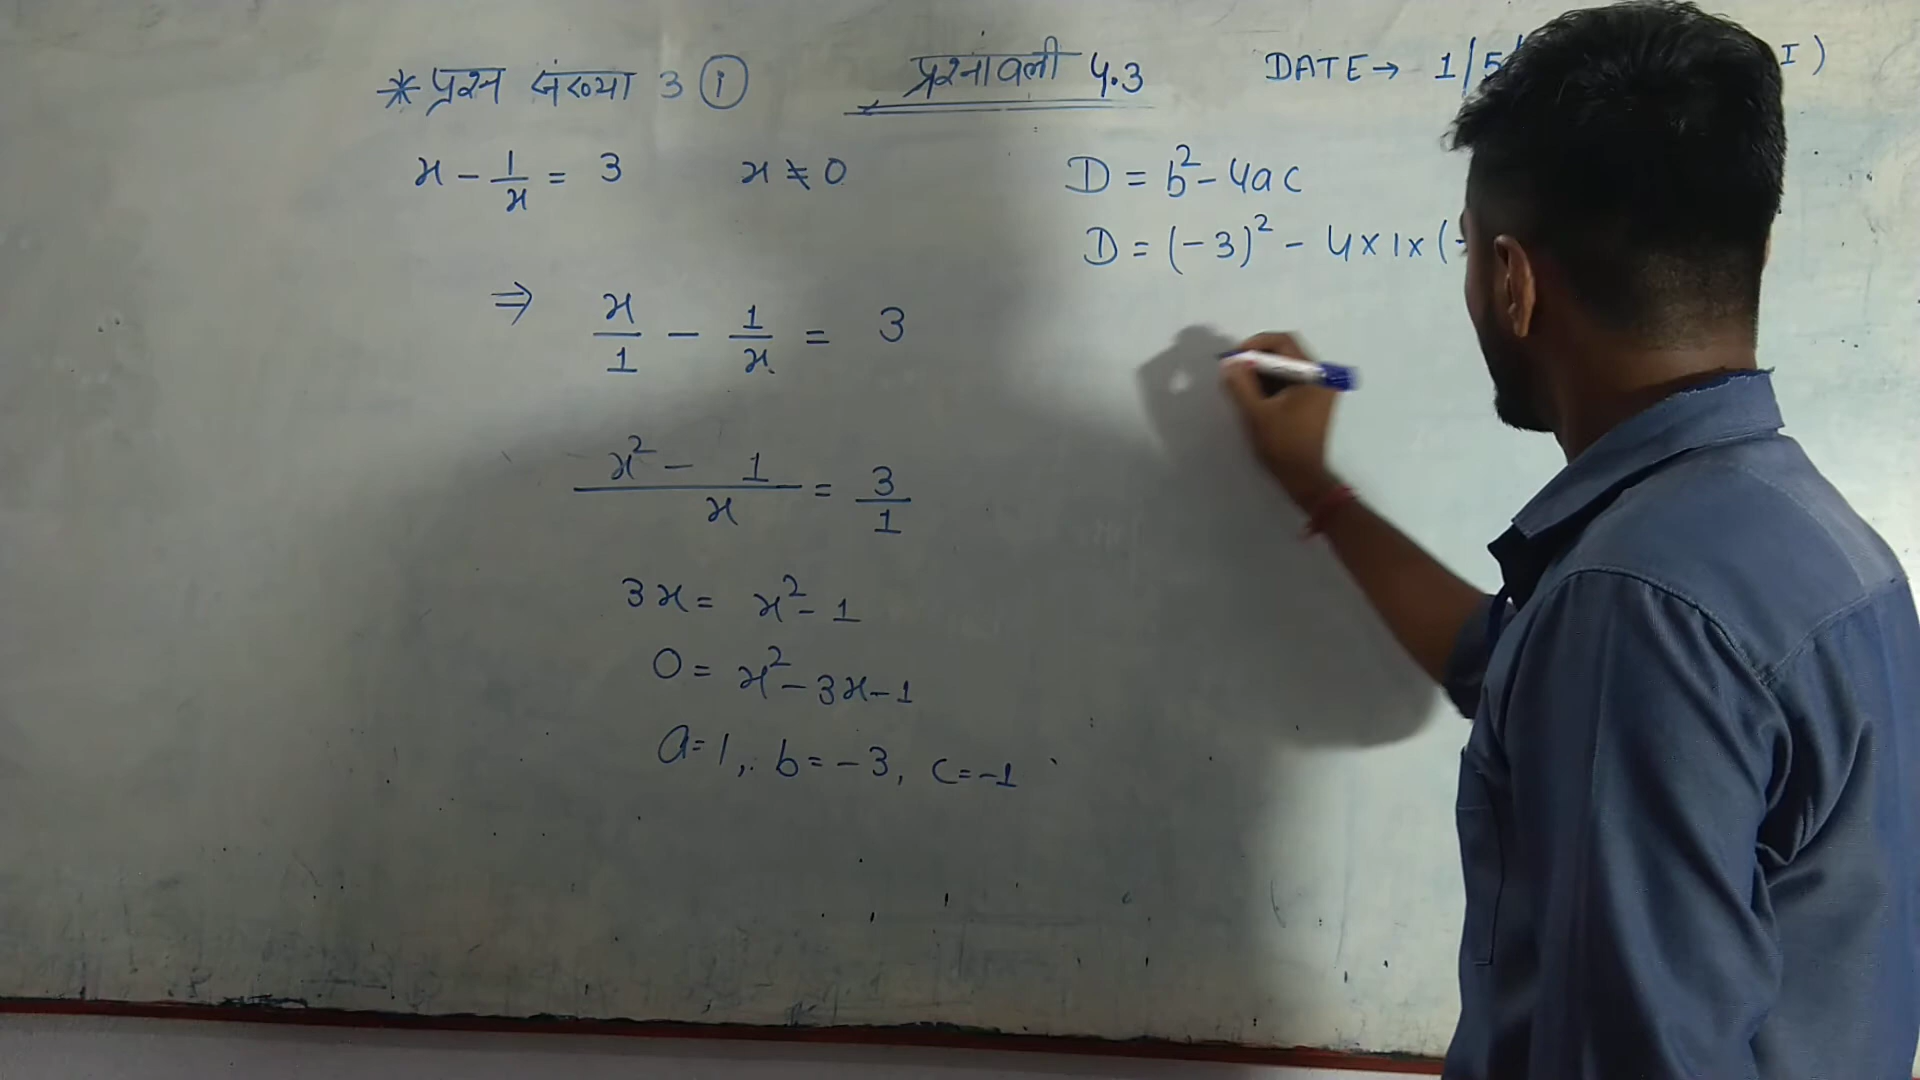 * प्रश्न संख्या 3 (i)
प्रश्नावली 4.3
DATE → 1/5/ I)
x - 1/x = 3 x ≠ 0
⇒ x/1 - 1/x = 3
x² - 1 / x = 3/1
3x = x² - 1
0 = x² - 3x - 1
a = 1, b = -3, c = -1
D = b² - 4ac
D = (-3)² - 4 × 1 × (-